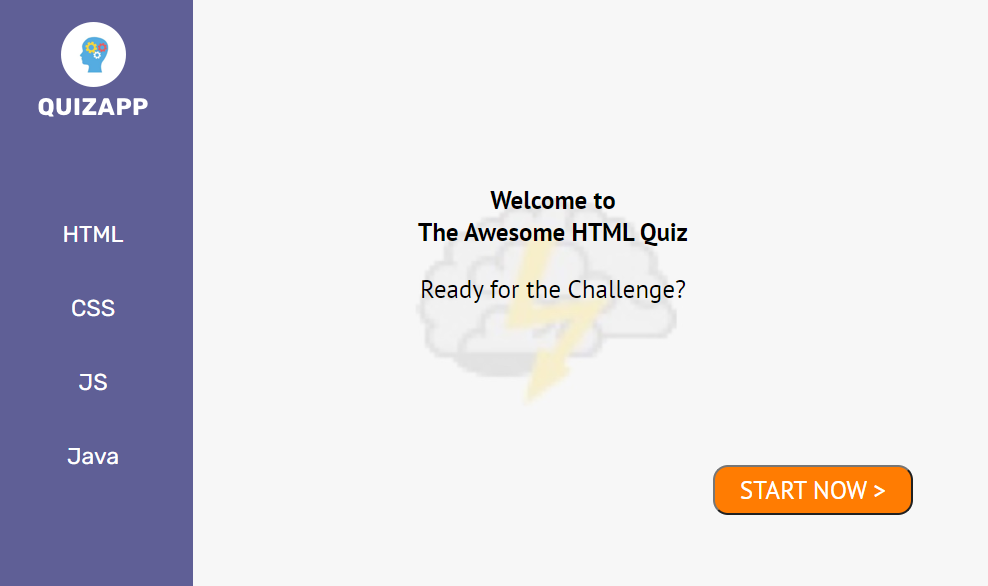 QUIZAPP
HTML
CSS
JS
Java
Welcome to
The Awesome HTML Quiz
Ready for the Challenge?
START NOW >